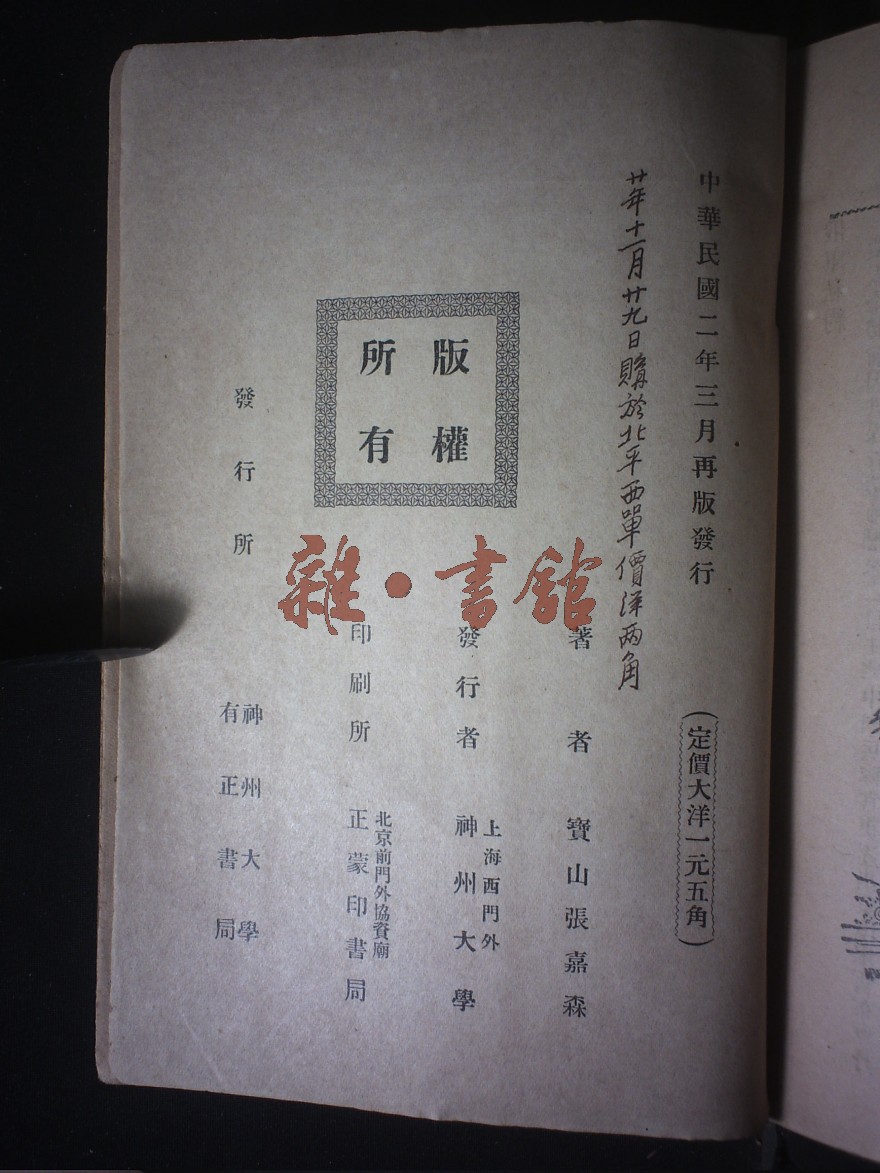 中華民國二年三月再版發行
(定價大洋一元五角)
廿年十一月廿九日購於北平西單價洋兩角
版權
所有
著者 寶山張嘉森
上海西門外
發行者 神州大學
北京前門外協資廟
印刷所 正蒙印書局
發行所 神州大學
有正書局
雜·書館